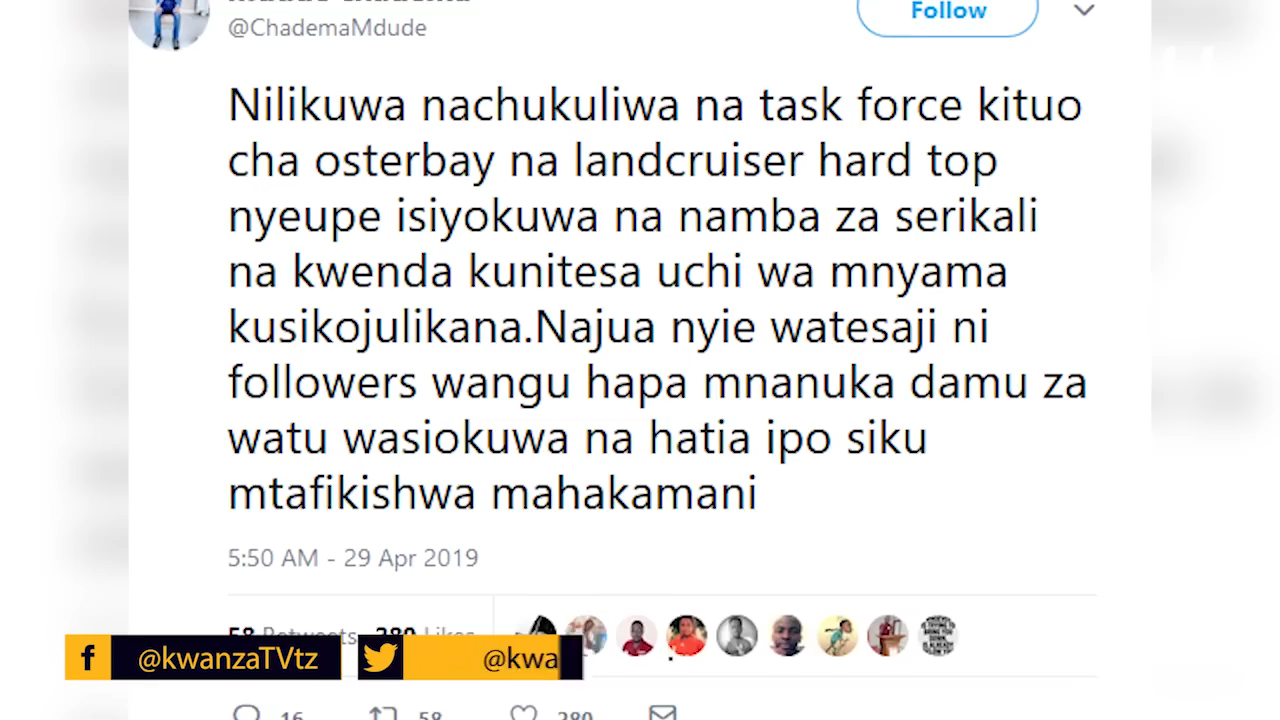 @ChademaMdude
Follow
Nilikuwa nachukuliwa na task force kituo
cha osterbay na landcruiser hard top
nyeupe isiyokuwa na namba za serikali
na kwenda kunitesa uchi wa mnyama
kusikojulikana.Najua nyie watesaji ni
followers wangu hapa mnanuka damu za
watu wasiokuwa na hatia ipo siku
mtafikishwa mahakamani
5:50 AM - 29 Apr 2019
58 Retweets 280 Likes
@kwanzaTVtz
@kwa
16 58 280